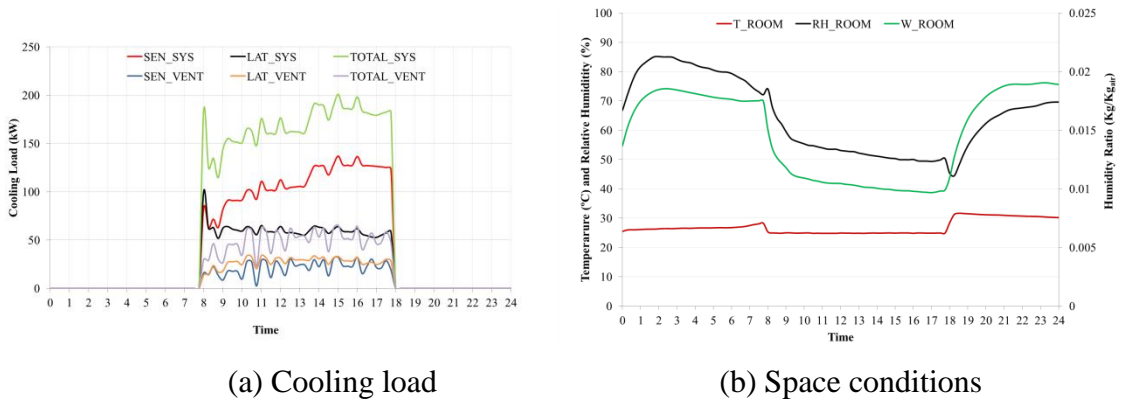 SEN_SYS LAT_SYS TOTAL_SYS
SEN_VENT LAT_VENT TOTAL_VENT
Cooling Load (kW)
250
200
150
100
50
0
0 1 2 3 4 5 6 7 8 9 10 11 12 13 14 15 16 17 18 19 20 21 22 23 24
Time
(a) Cooling load
T_ROOM RH_ROOM W_ROOM
Temperarure (°C) and Relative Humiditity (%)
100
90
80
70
60
50
40
30
20
10
0
0 1 2 3 4 5 6 7 8 9 10 11 12 13 14 15 16 17 18 19 20 21 22 23 24
Time
0.025
0.02
0.015
0.01
0.005
0
Humidity Ratio (Kg/Kgair)
(b) Space conditions